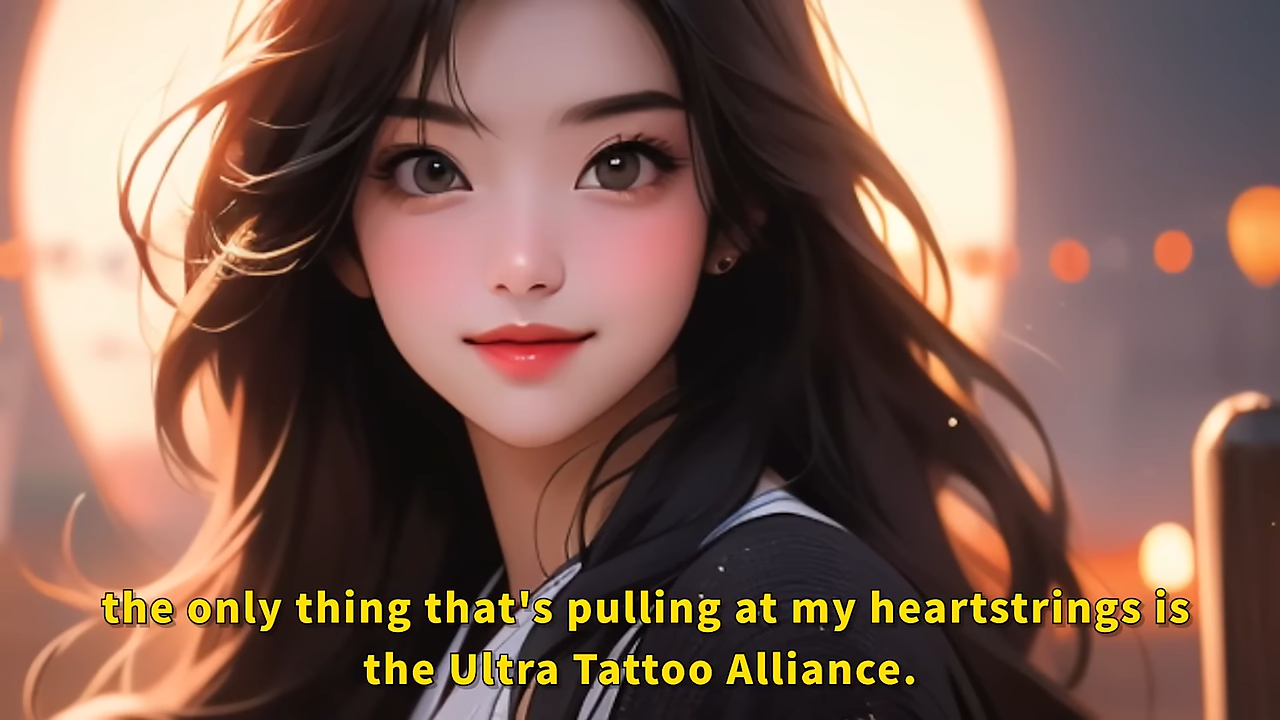 the only thing that's pulling at my heartstrings is
the Ultra Tattoo Alliance.